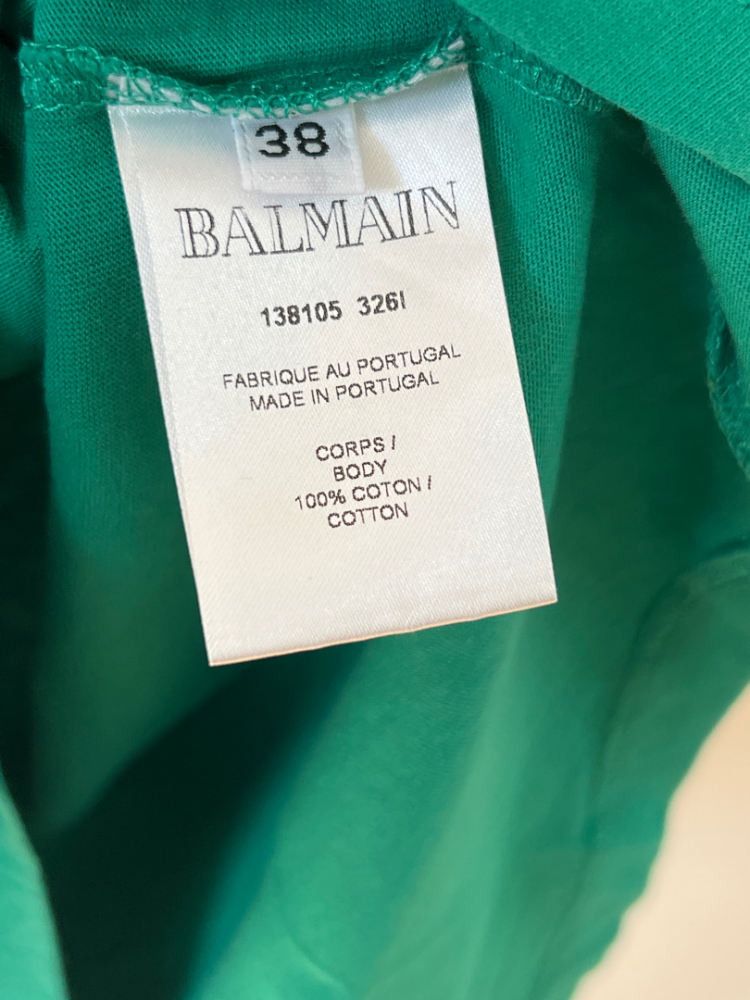 38
BALMAIN
138105 326I
FABRIQUE AU PORTUGAL
MADE IN PORTUGAL
CORPS /
BODY
100% COTON /
COTTON